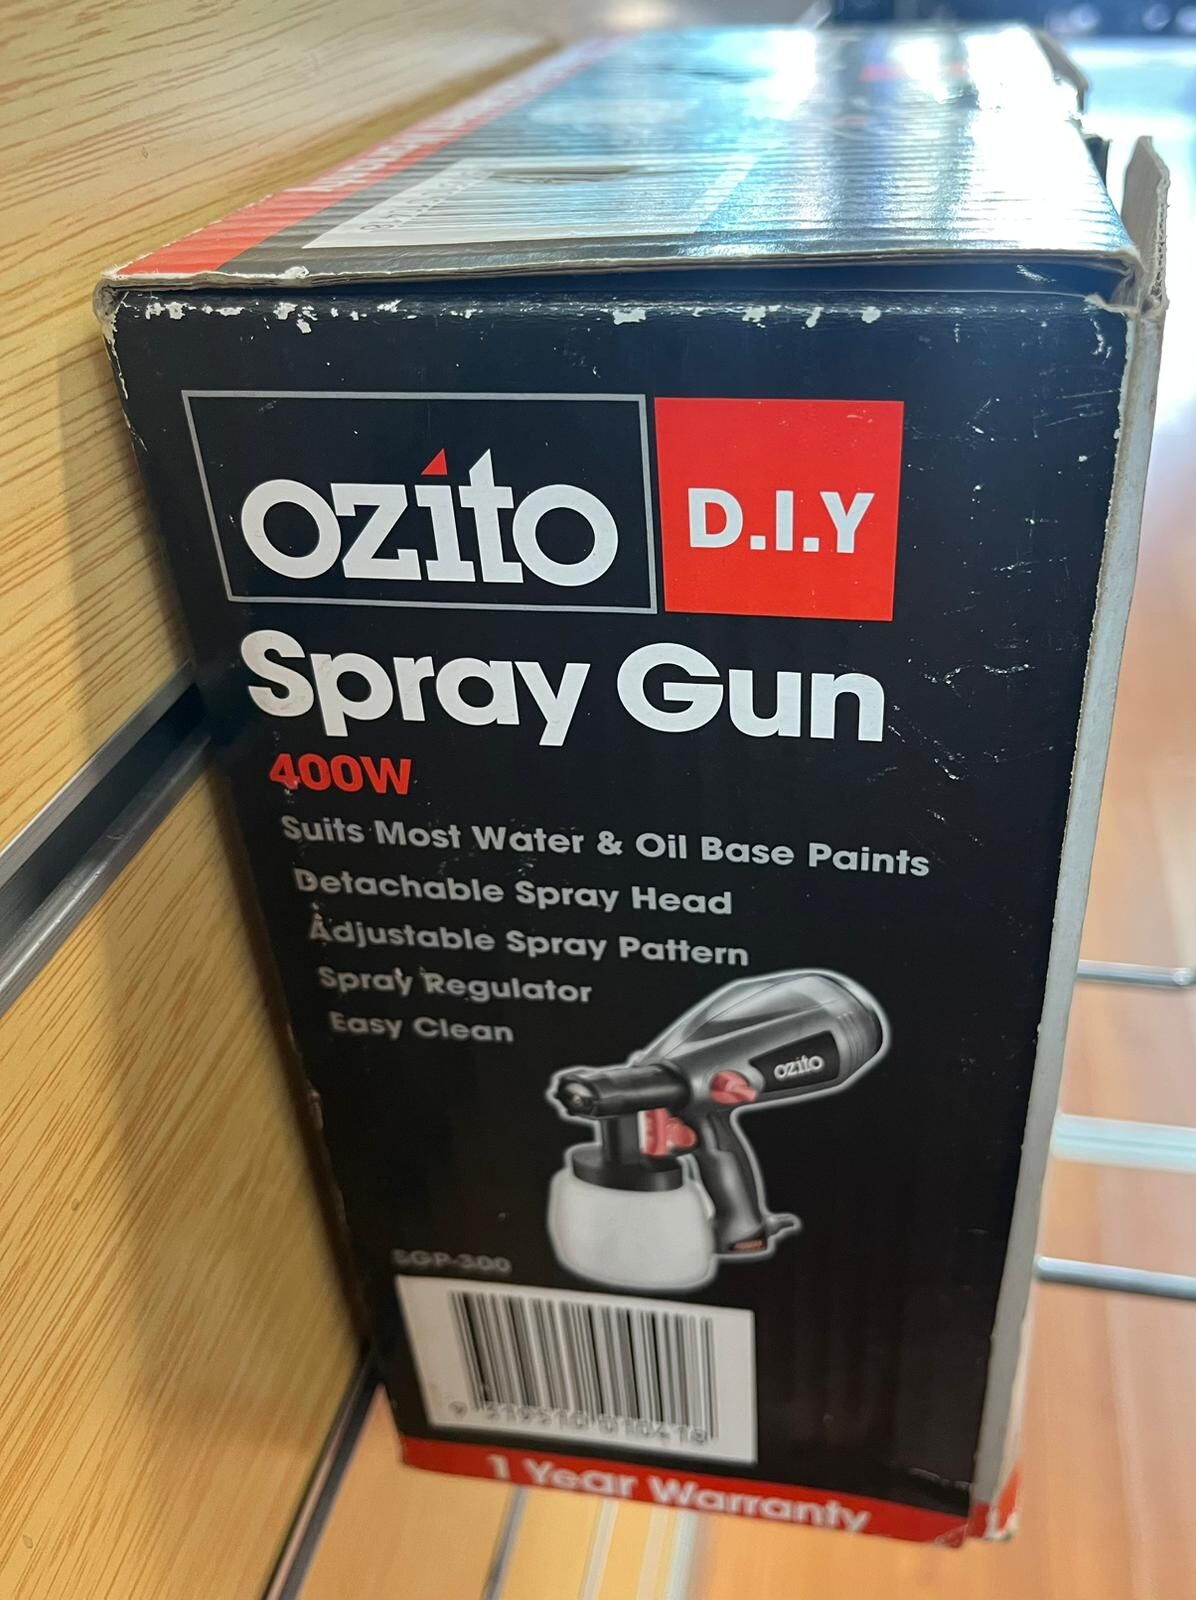 ozito
D.I.Y
Spray Gun
400W
Suits Most Water & Oil Base Paints
Detachable Spray Head
Adjustable Spray Pattern
Spray Regulator
Easy Clean
ozito
SGP-300
1 Year Warranty